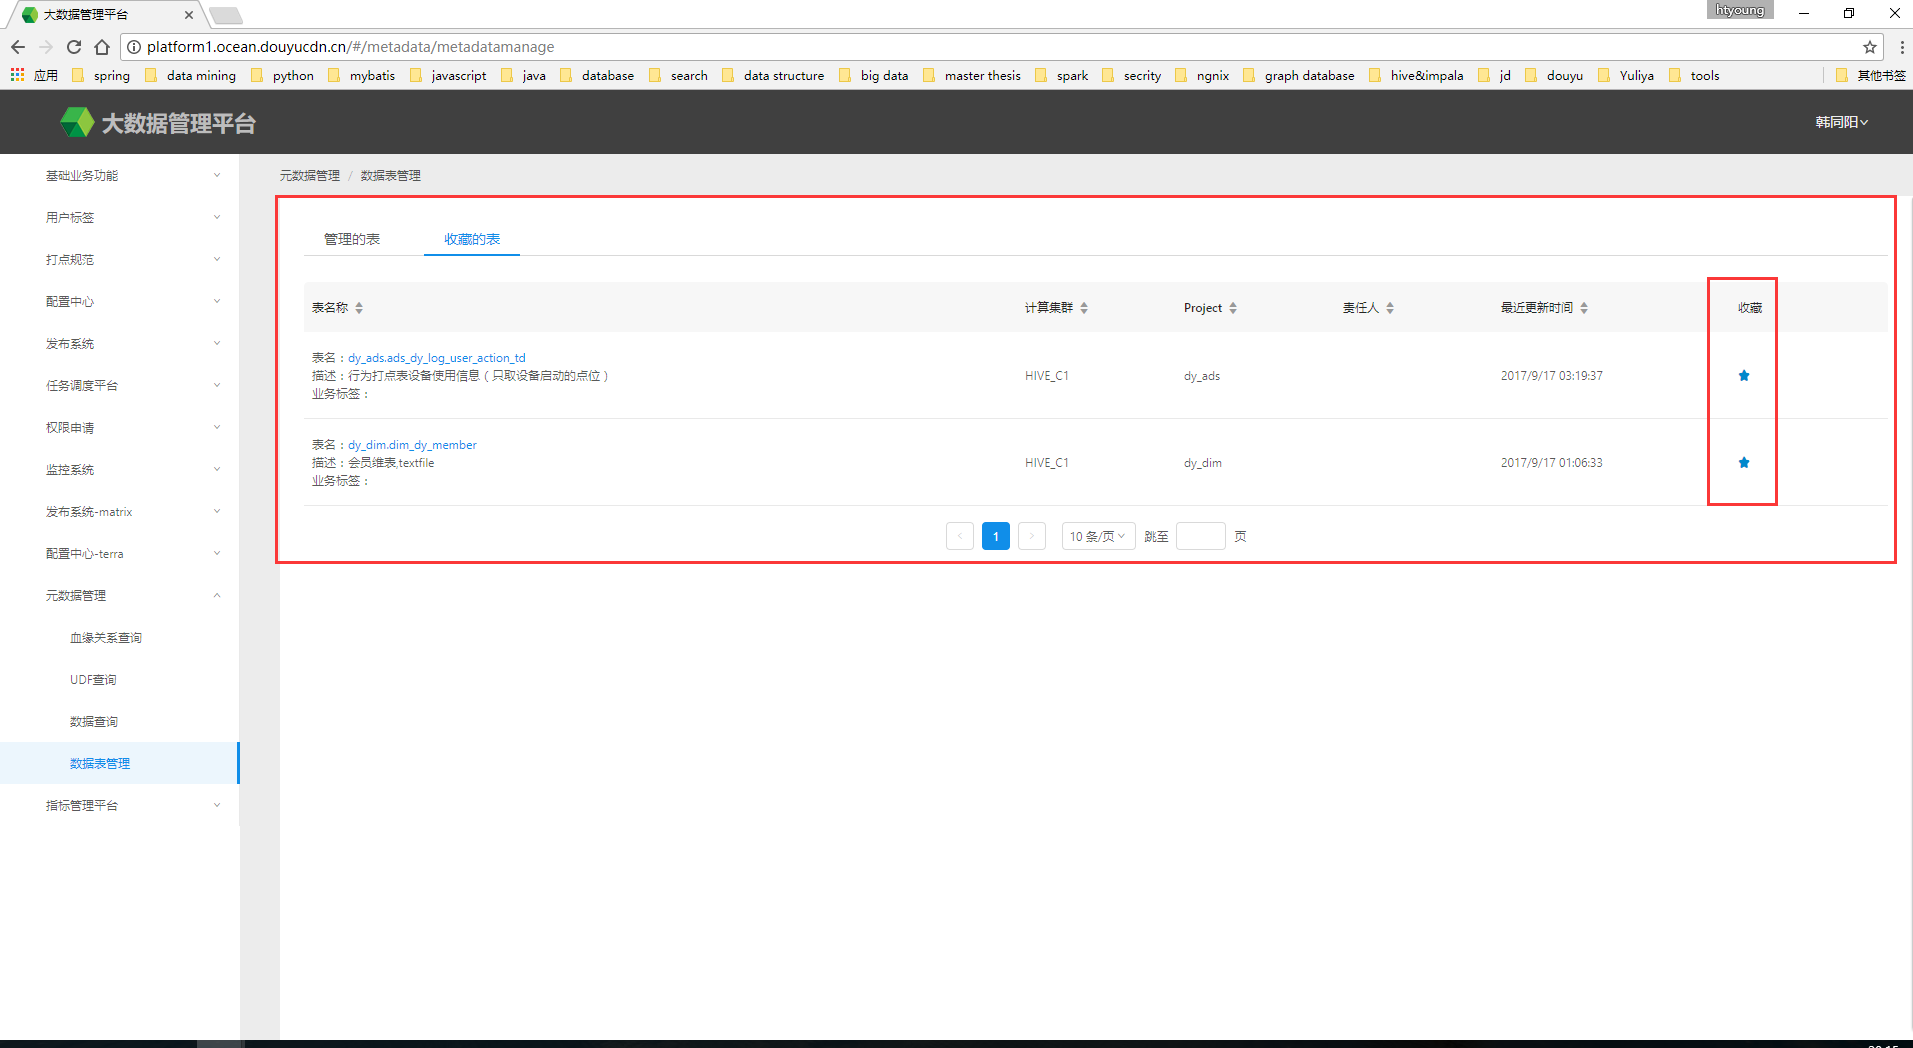 大数据管理平台
htyoung
platform1.ocean.douyucdn.cn/#/metadata/metadatamanage
应用 spring data mining python mybatis javascript java database search data structure big data master thesis spark secrity ngnix graph database hive&impala jd douyu Yuliya tools 其他书签
大数据管理平台
韩同阳
基础业务功能
用户标签
打点规范
配置中心
发布系统
任务调度平台
权限申请
监控系统
发布系统-matrix
配置中心-terra
元数据管理
血缘关系查询
UDF查询
数据查询
数据表管理
指标管理平台
元数据管理 / 数据表管理
管理的表 收藏的表
表名称 计算集群 Project 责任人 最近更新时间 收藏
表名：dy_ads.ads_dy_log_user_action_td
描述：行为打点表设备使用信息（只取设备启动的点位）
业务标签：
HIVE_C1 dy_ads 2017/9/17 03:19:37
表名：dy_dim.dim_dy_member
描述：会员维表,textfile
业务标签：
HIVE_C1 dy_dim 2017/9/17 01:06:33
< 1 > 10 条/页 跳至 页